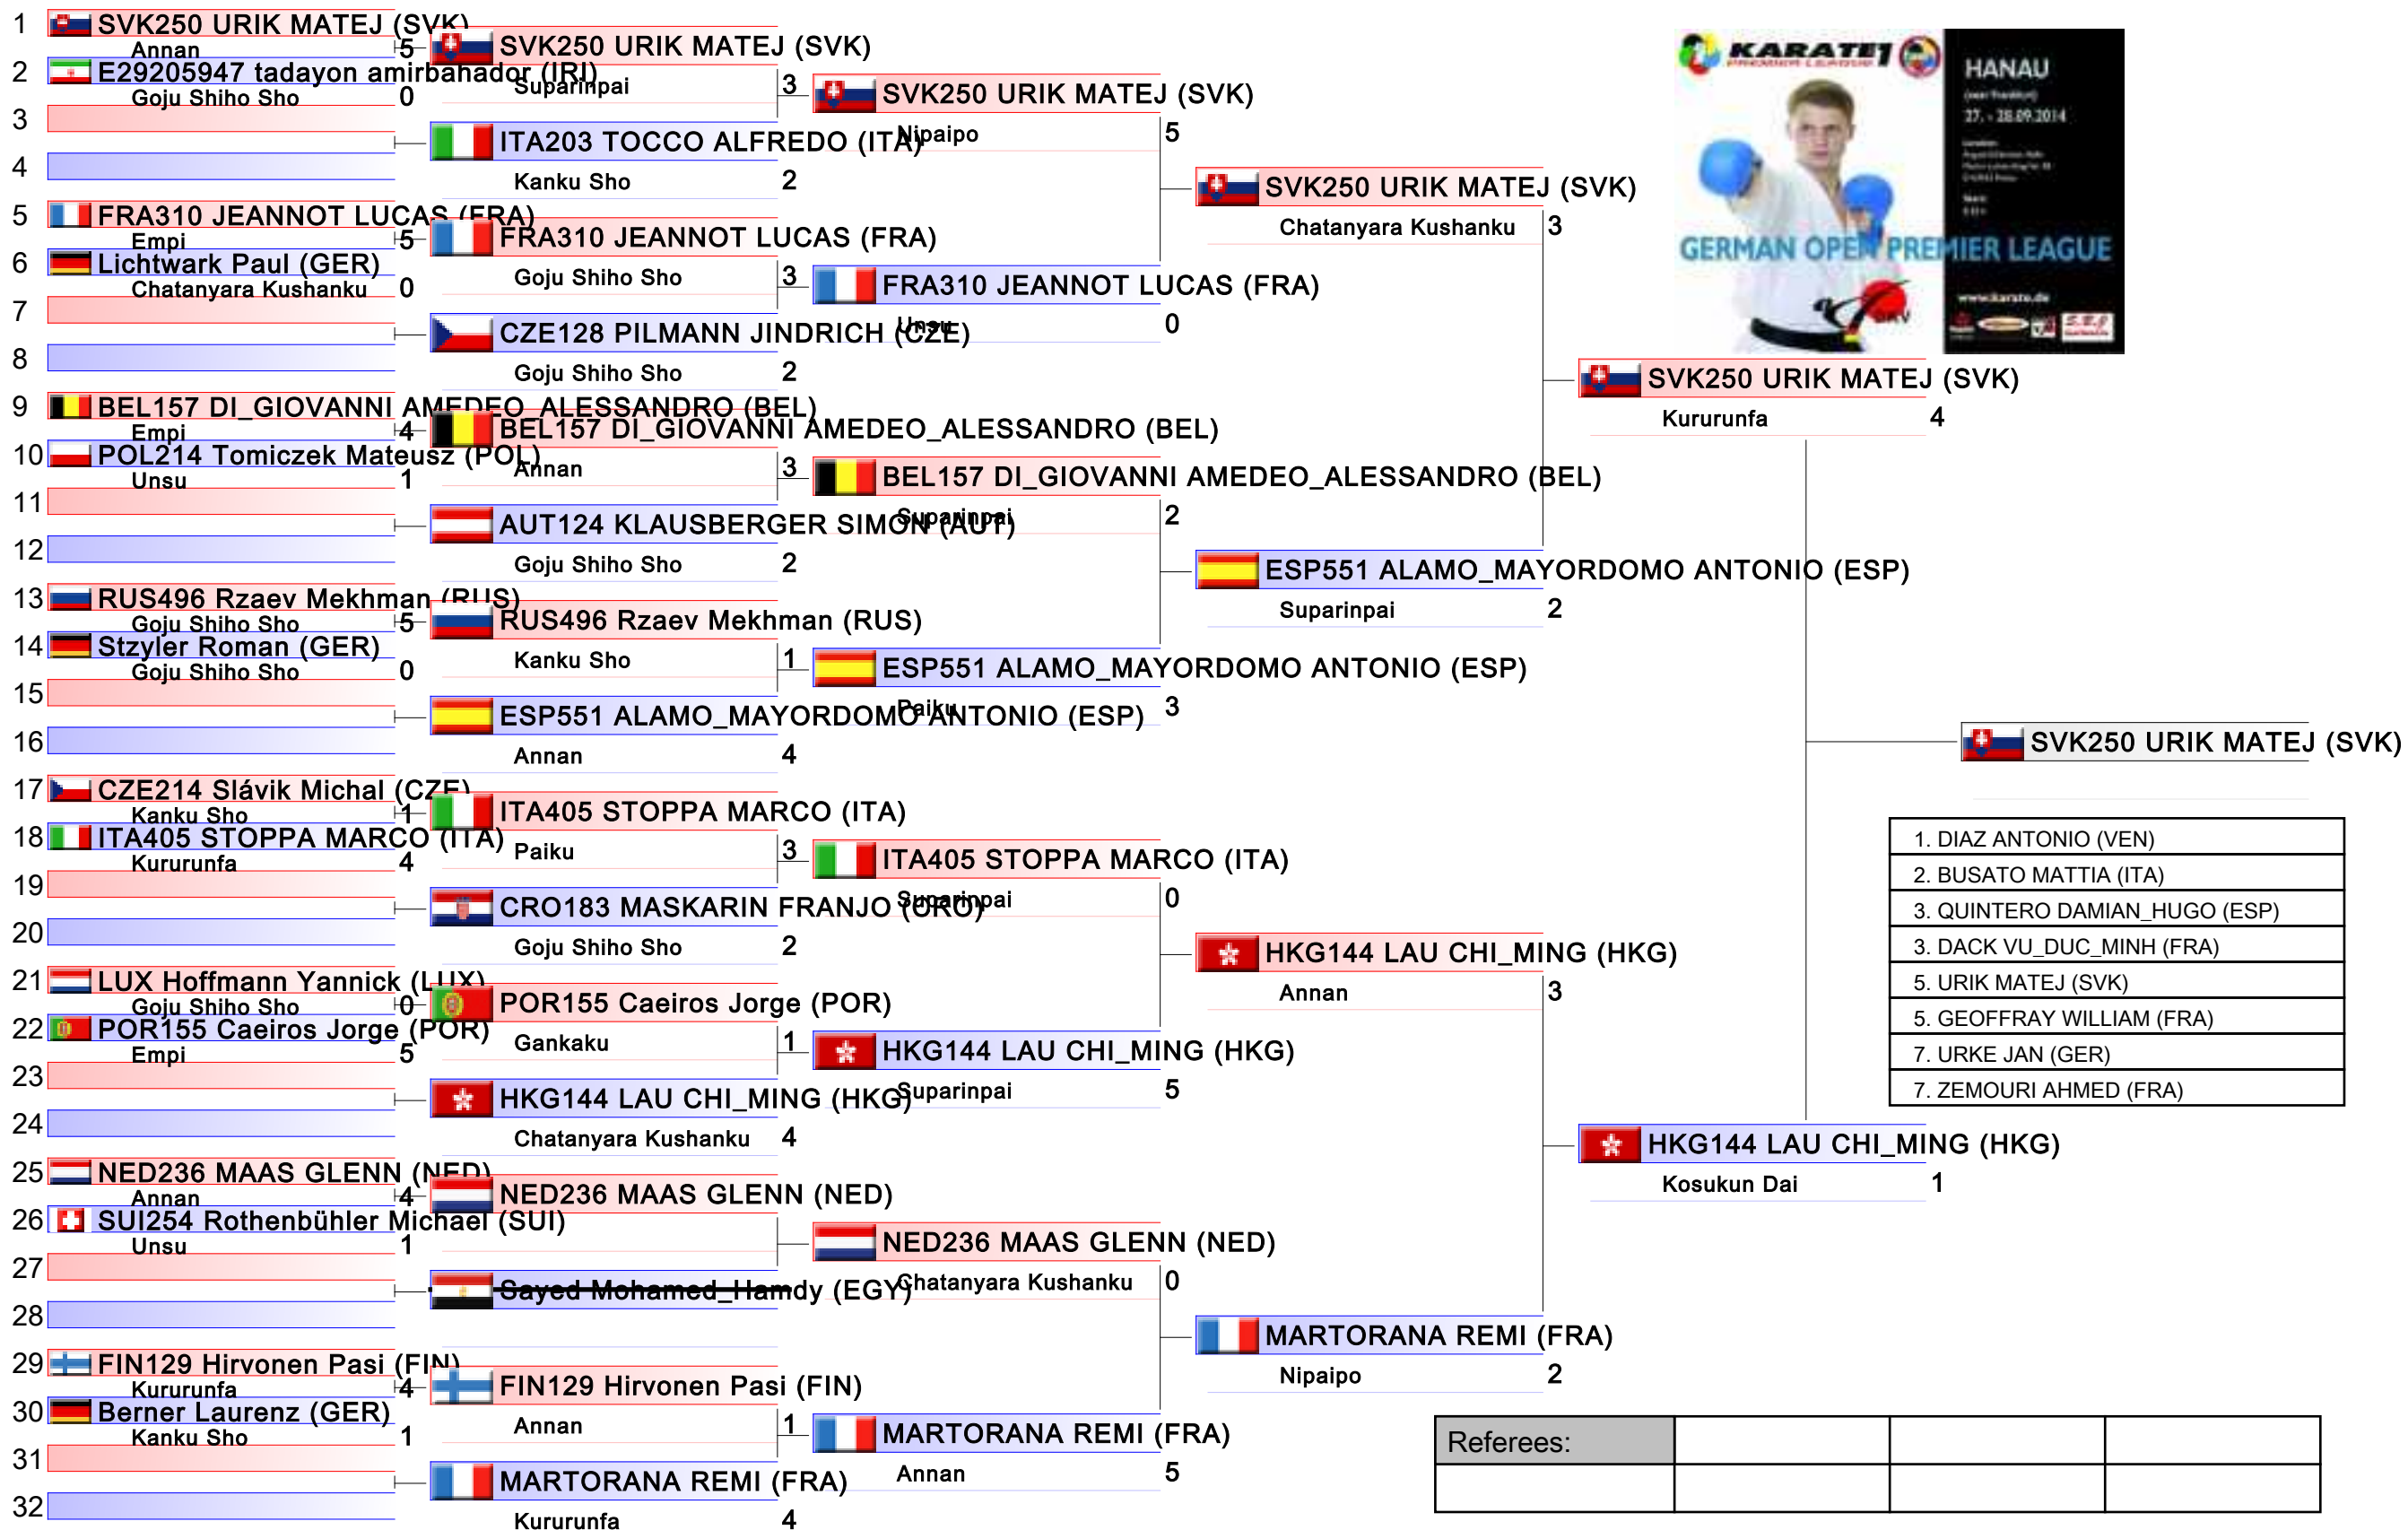 1 SVK250 URIK MATEJ (SVK)
Annan 5
2 E29205947 tadayon amirbahador (IRI)
Goju Shiho Sho 0
3
4
5 FRA310 JEANNOT LUCAS (FRA)
Empi 5
6 Lichtwark Paul (GER)
Chatanyara Kushanku 0
7
8
9 BEL157 DI_GIOVANNI AMEDEO_ALESSANDRO (BEL)
Empi 4
10 POL214 Tomiczek Mateusz (POL)
Unsu 1
11
12
13 RUS496 Rzaev Mekhman (RUS)
Goju Shiho Sho 5
14 Stzyler Roman (GER)
Goju Shiho Sho 0
15
16
17 CZE214 Slávik Michal (CZE)
Kanku Sho 1
18 ITA405 STOPPA MARCO (ITA)
Kururunfa 4
19
20
21 LUX Hoffmann Yannick (LUX)
Goju Shiho Sho 0
22 POR155 Caeiros Jorge (POR)
Empi 5
23
24
25 NED236 MAAS GLENN (NED)
Annan 4
26 SUI254 Rothenbühler Michael (SUI)
Unsu 1
27
28
29 FIN129 Hirvonen Pasi (FIN)
Kururunfa 4
30 Berner Laurenz (GER)
Kanku Sho 1
31
32
SVK250 URIK MATEJ (SVK)
Suparinpai 3
ITA203 TOCCO ALFREDO (ITA)
Kanku Sho 2
FRA310 JEANNOT LUCAS (FRA)
Goju Shiho Sho 3
CZE128 PILMANN JINDRICH (CZE)
Goju Shiho Sho 2
BEL157 DI_GIOVANNI AMEDEO_ALESSANDRO (BEL)
Annan 3
AUT124 KLAUSBERGER SIMON (AUT)
Goju Shiho Sho 2
RUS496 Rzaev Mekhman (RUS)
Kanku Sho 1
ESP551 ALAMO_MAYORDOMO ANTONIO (ESP)
Annan 4
ITA405 STOPPA MARCO (ITA)
Paiku 3
CRO183 MASKARIN FRANJO (CRO)
Goju Shiho Sho 2
POR155 Caeiros Jorge (POR)
Gankaku 1
HKG144 LAU CHI_MING (HKG)
Chatanyara Kushanku 4
NED236 MAAS GLENN (NED)
Sayed Mohamed_Hamdy (EGY)
FIN129 Hirvonen Pasi (FIN)
Annan 1
MARTORANA REMI (FRA)
Kururunfa 4
SVK250 URIK MATEJ (SVK)
Nipaipo 5
FRA310 JEANNOT LUCAS (FRA)
Unsu 0
BEL157 DI_GIOVANNI AMEDEO_ALESSANDRO (BEL)
Suparinpai 2
ESP551 ALAMO_MAYORDOMO ANTONIO (ESP)
Paiku 3
ITA405 STOPPA MARCO (ITA)
Suparinpai 0
HKG144 LAU CHI_MING (HKG)
Suparinpai 5
NED236 MAAS GLENN (NED)
Chatanyara Kushanku 0
MARTORANA REMI (FRA)
Annan 5
SVK250 URIK MATEJ (SVK)
Chatanyara Kushanku 3
ESP551 ALAMO_MAYORDOMO ANTONIO (ESP)
Suparinpai 2
HKG144 LAU CHI_MING (HKG)
Annan 3
MARTORANA REMI (FRA)
Nipaipo 2
KARATE1
PREMIER LEAGUE
HANAU
(near Frankfurt)
27. - 28.09.2014
GERMAN OPEN PREMIER LEAGUE
www.karate.de
SVK250 URIK MATEJ (SVK)
Kururunfa 4
HKG144 LAU CHI_MING (HKG)
Kosukun Dai 1
SVK250 URIK MATEJ (SVK)
1. DIAZ ANTONIO (VEN)
2. BUSATO MATTIA (ITA)
3. QUINTERO DAMIAN_HUGO (ESP)
3. DACK VU_DUC_MINH (FRA)
5. URIK MATEJ (SVK)
5. GEOFFRAY WILLIAM (FRA)
7. URKE JAN (GER)
7. ZEMOURI AHMED (FRA)
Referees: